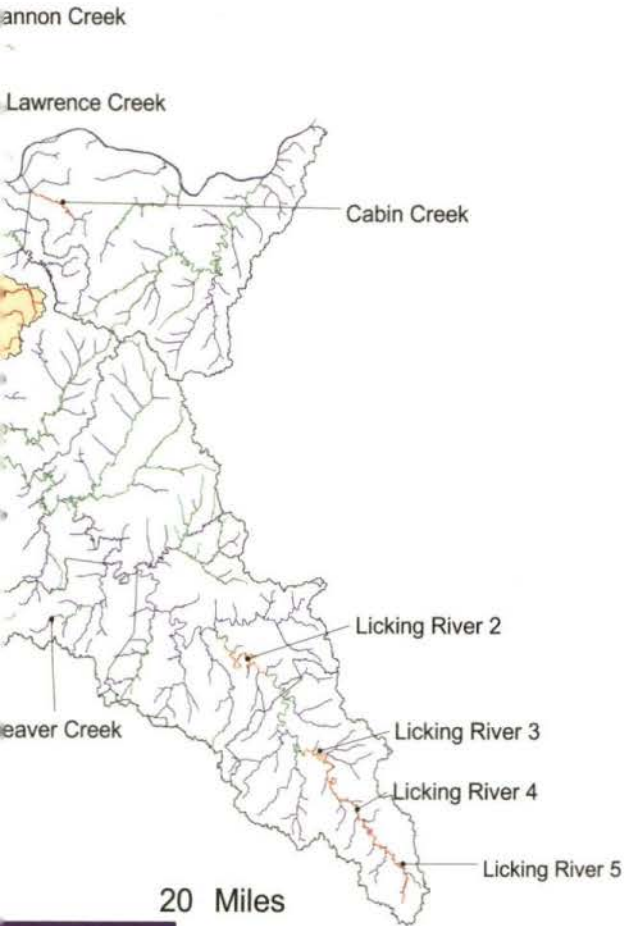 annon Creek
Lawrence Creek
Cabin Creek
Licking River 2
eaver Creek
Licking River 3
Licking River 4
Licking River 5
20 Miles